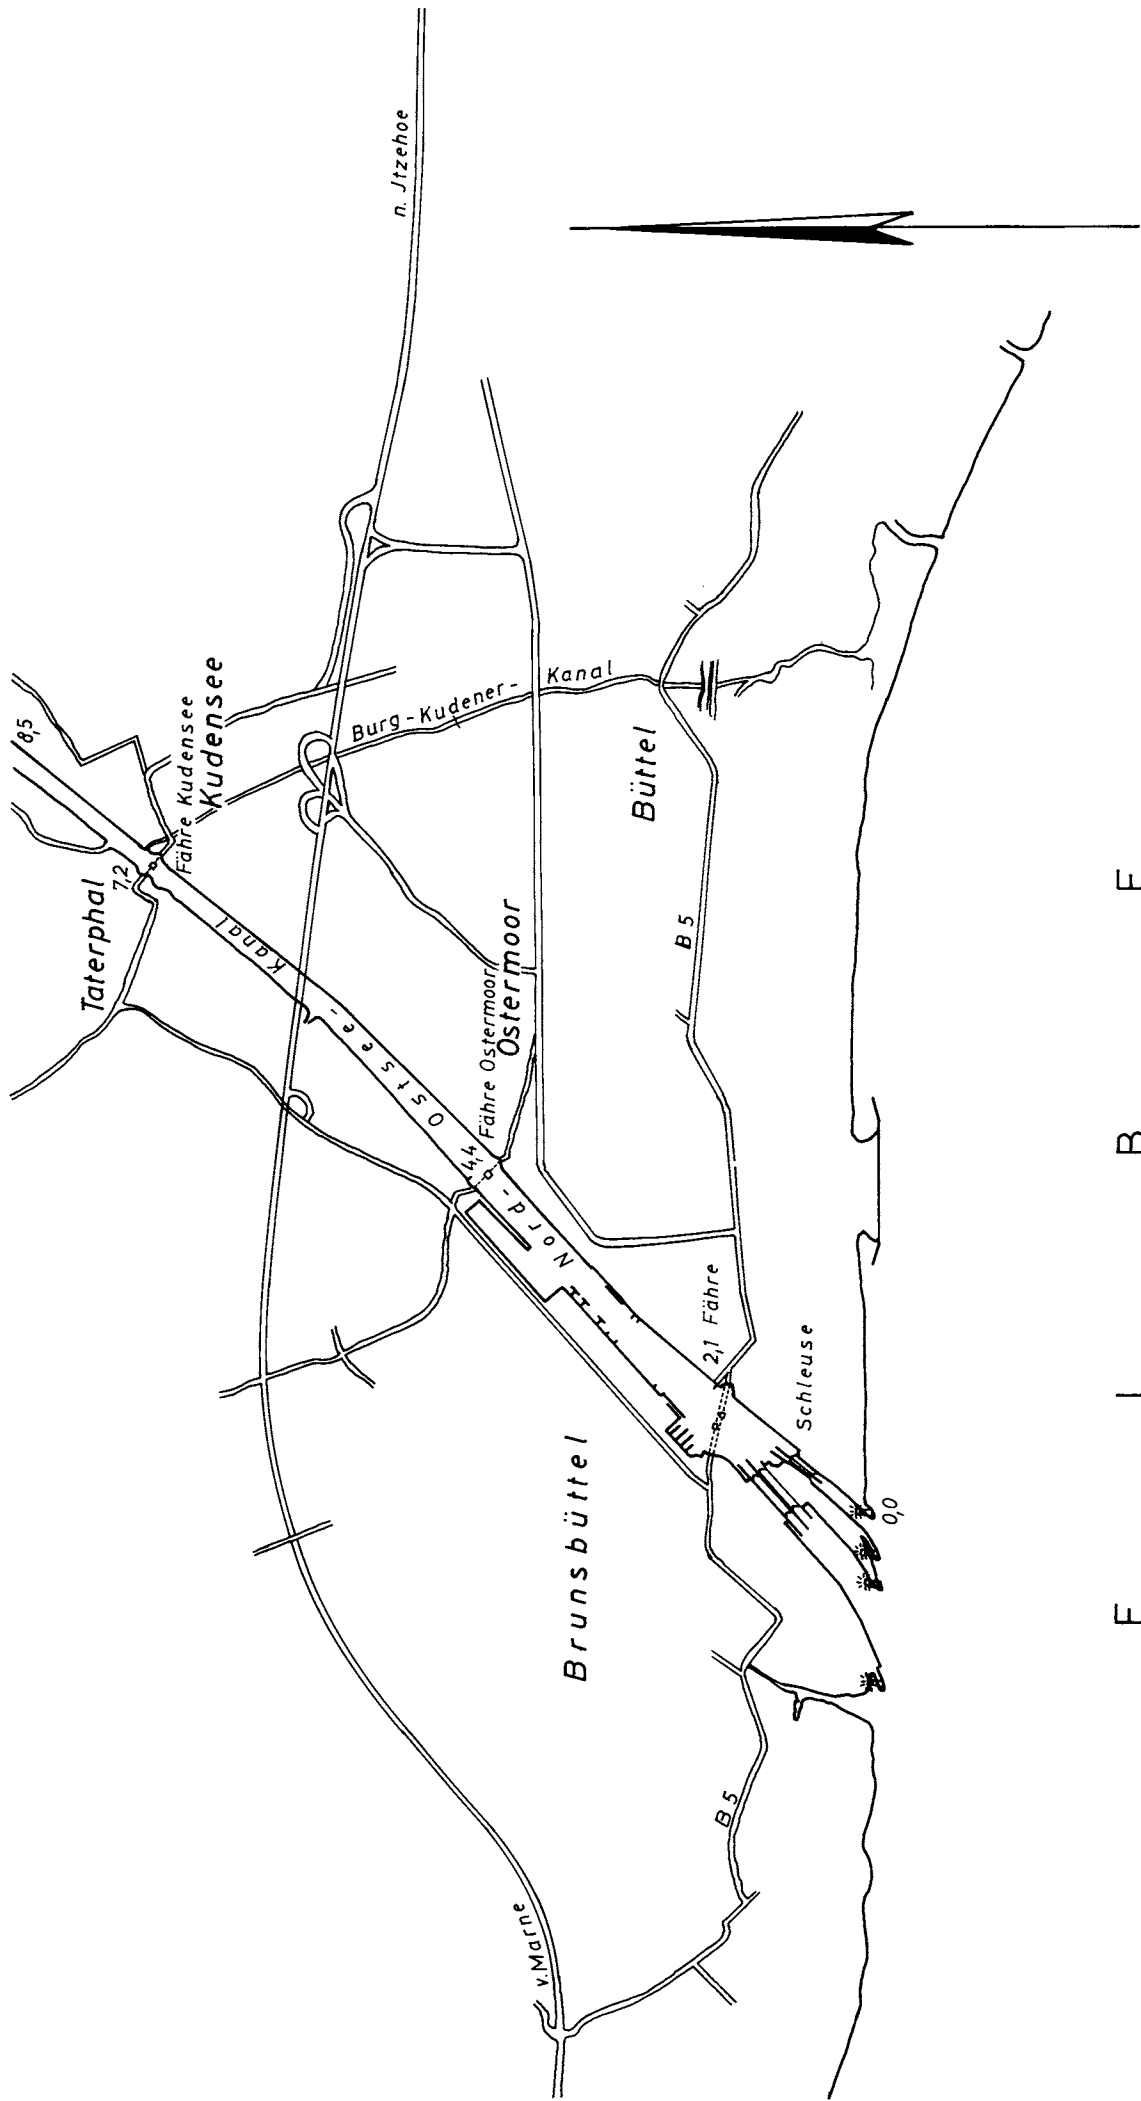 8,5
Fähre Kudensee
Kudensee
7,2
Taterphal
n. Jtzehoe
Burg-Kudener-Kanal
Nord-Ostsee-Kanal
4,4
Fähre Ostermoor
Ostermoor
Büttel
B 5
2,1 Fähre
Schleuse
0,0
Brunsbüttel
B 5
v. Marne
E L B E